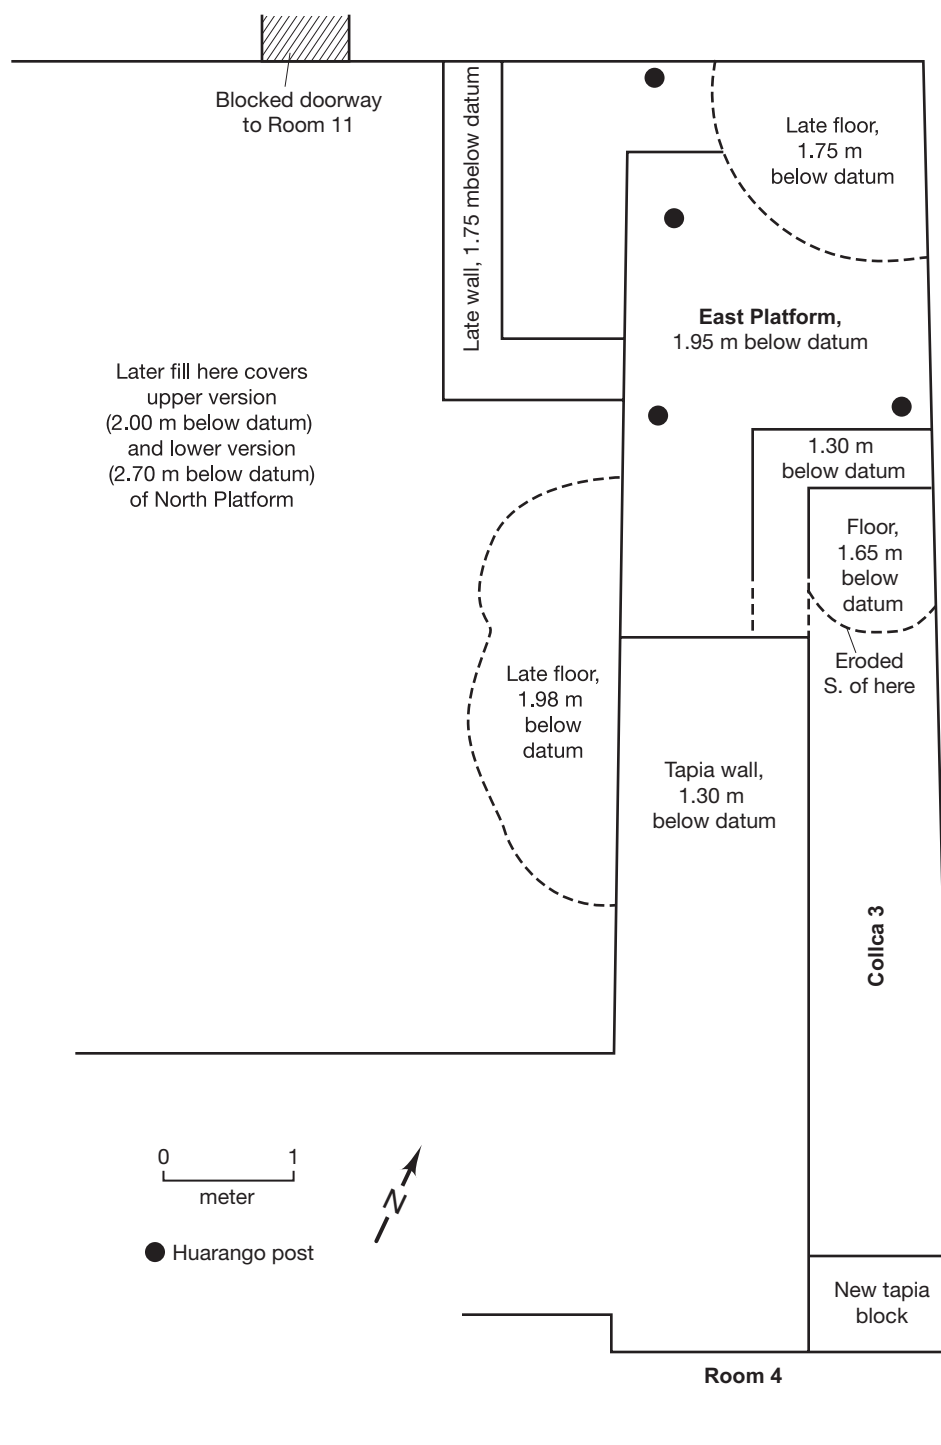 Blocked doorway
to Room 11
Late wall, 1.75 mbelow datum
Late floor,
1.75 m
below datum
East Platform,
1.95 m below datum
Later fill here covers
upper version
(2.00 m below datum)
and lower version
(2.70 m below datum)
of North Platform
1.30 m
below datum
Floor,
1.65 m
below
datum
Eroded
S. of here
Late floor,
1.98 m
below
datum
Tapia wall,
1.30 m
below datum
Collca 3
0 1
meter
N
Huarango post
New tapia
block
Room 4